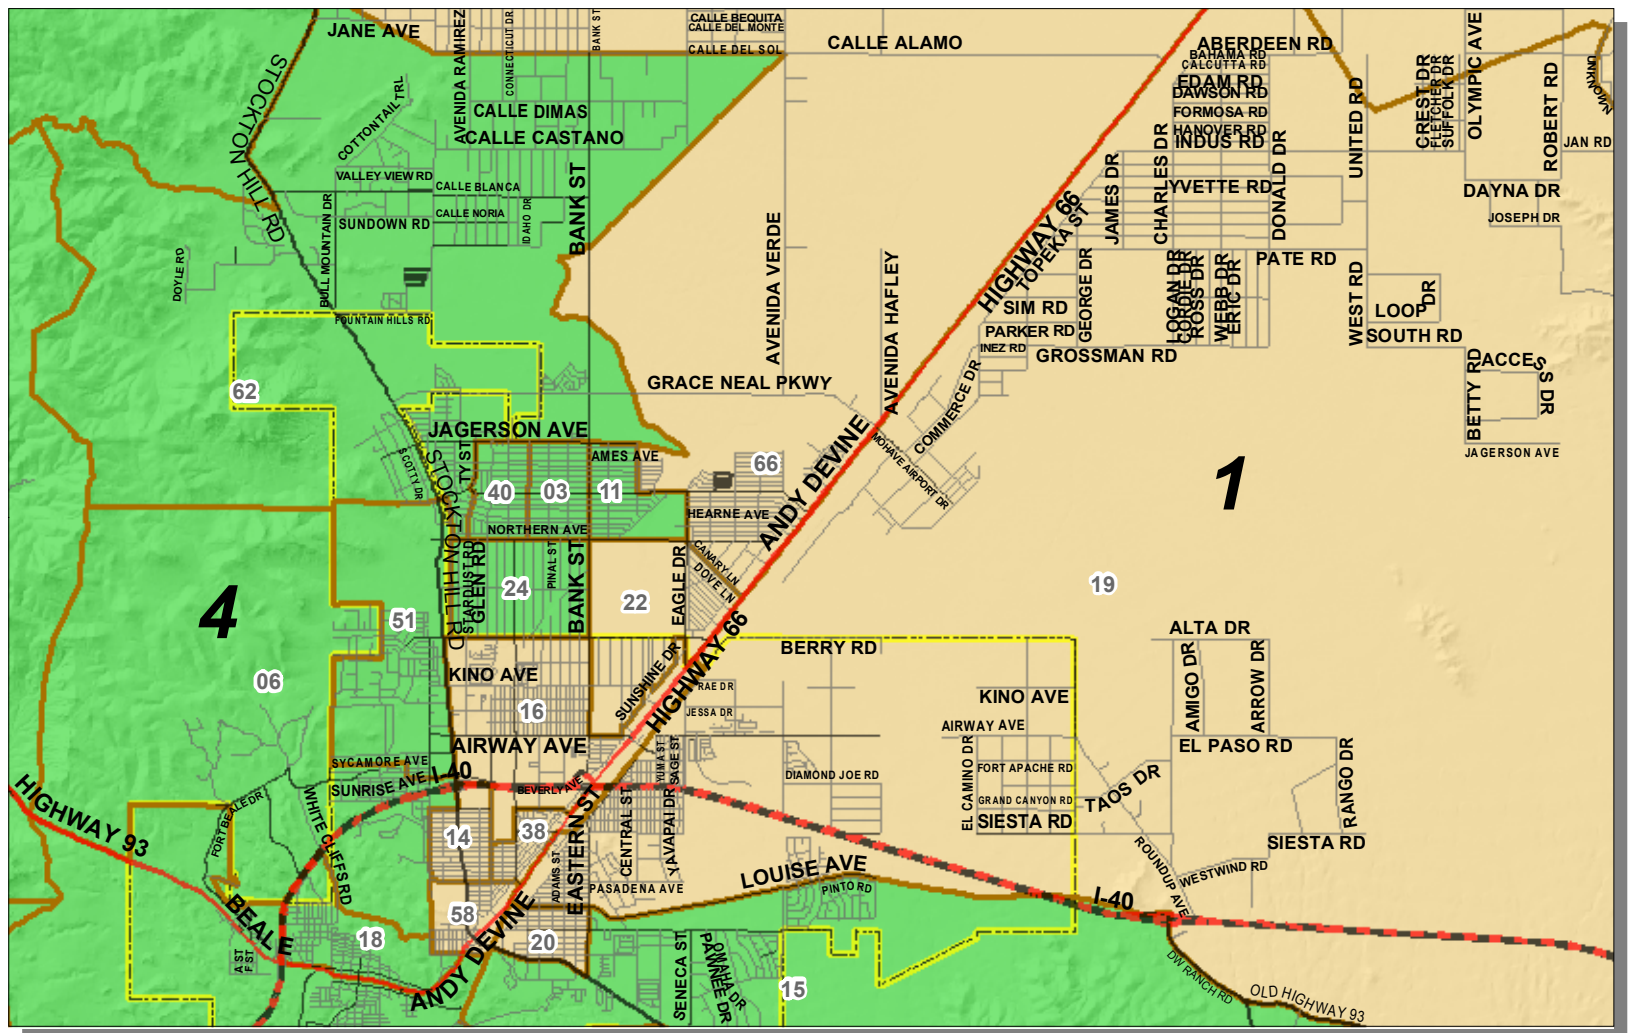 JANE AVE
AVENIDA RAMIREZ
CONNECTICUT DR
BANK ST
CALLE BEQUITA
CALLE DEL MONTE
CALLE DEL SOL
CALLE ALAMO
ABERDEEN RD
BAHAMA RD
CALCUTTA RD
EDAM RD
DAWSON RD
FORMOSA RD
HANOVER RD
INDUS RD
UNITED RD
CREST DR
FLETCHER DR
SUFFOLK DR
OLYMPIC AVE
ROBERT RD
UNKNOWN
JAN RD
STOCKTON HILL RD
COTTONTAIL TRL
CALLE DIMAS
CALLE CASTANO
VALLEY VIEW RD
CALLE BLANCA
SUNDOWN RD
CALLE NORIA
IDAHO DR
BANK ST
BULL MOUNTAIN DR
DOYLE RD
FOUNTAIN HILLS RD
AVENIDA VERDE
AVENIDA HAFLEY
HIGHWAY 66
TOPEKA ST
JAMES DR
CHARLES DR
YVETTE RD
DONALD DR
DAYNA DR
JOSEPH DR
PATE RD
GEORGE DR
LOGAN DR
CORDIE DR
ROSS DR
WEBB DR
ERIC DR
WEST RD
LOOP DR
SOUTH RD
SIM RD
PARKER RD
INEZ RD
GROSSMAN RD
BETTY RD
ACCESS DR
JAGERSON AVE
62
GRACE NEAL PKWY
COMMERCE DR
MOHAVE AIRPORT DR
ANDY DEVINE
JAGERSON AVE
AMES AVE
SCOTTY DR
STOCKTON HILL RD
TY ST
40
03
11
66
1
NORTHERN AVE
HEARNE AVE
CANARY LN
DOVE LN
STARDUST RD
GLEN RD
24
PINAL ST
BANK ST
22
EAGLE DR
19
4
51
06
HIGHWAY 66
BERRY RD
ALTA DR
KINO AVE
SUNSHINE DR
RAE DR
JESSA DR
16
KINO AVE
AIRWAY AVE
AMIGO DR
ARROW DR
AIRWAY AVE
YUMA ST
SAGE ST
EL PASO RD
SYCAMORE AVE
SUNRISE AVE
I-40
BEVERLY AVE
DIAMOND JOE RD
EL CAMINO DR
FORT APACHE RD
GRAND CANYON RD
SIESTA RD
TAOS DR
RANGO DR
HIGHWAY 93
FORT BEALE DR
WHITE CLIFFS RD
14
38
ADAMS ST
EASTERN ST
CENTRAL ST
YAVAPAI DR
SIESTA RD
ROUNDUP AVE
WESTWIND RD
LOUISE AVE
PASADENA AVE
PINTO RD
I-40
BEALE
A ST
F ST
18
58
20
ANDY DEVINE
SENECA ST
PAWNEE DR
OMAHA DR
15
DW RANCH RD
OLD HIGHWAY 93